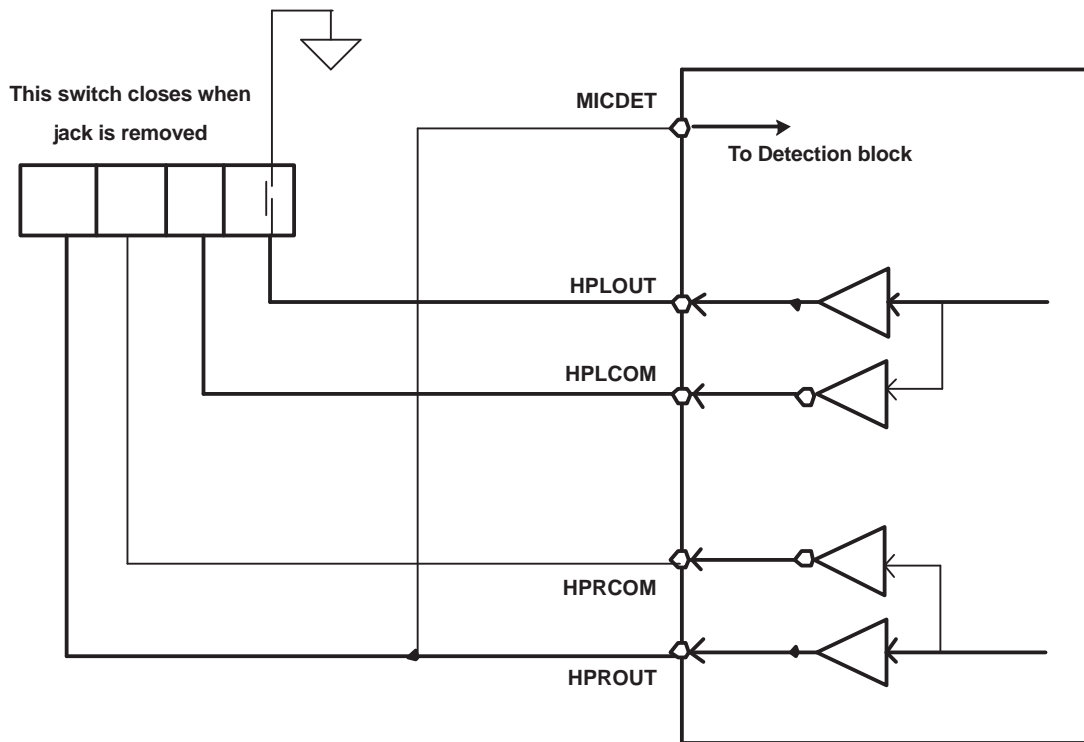 This switch closes when
jack is removed
MICDET
To Detection block
HPLOUT
HPLCOM
HPRCOM
HPROUT